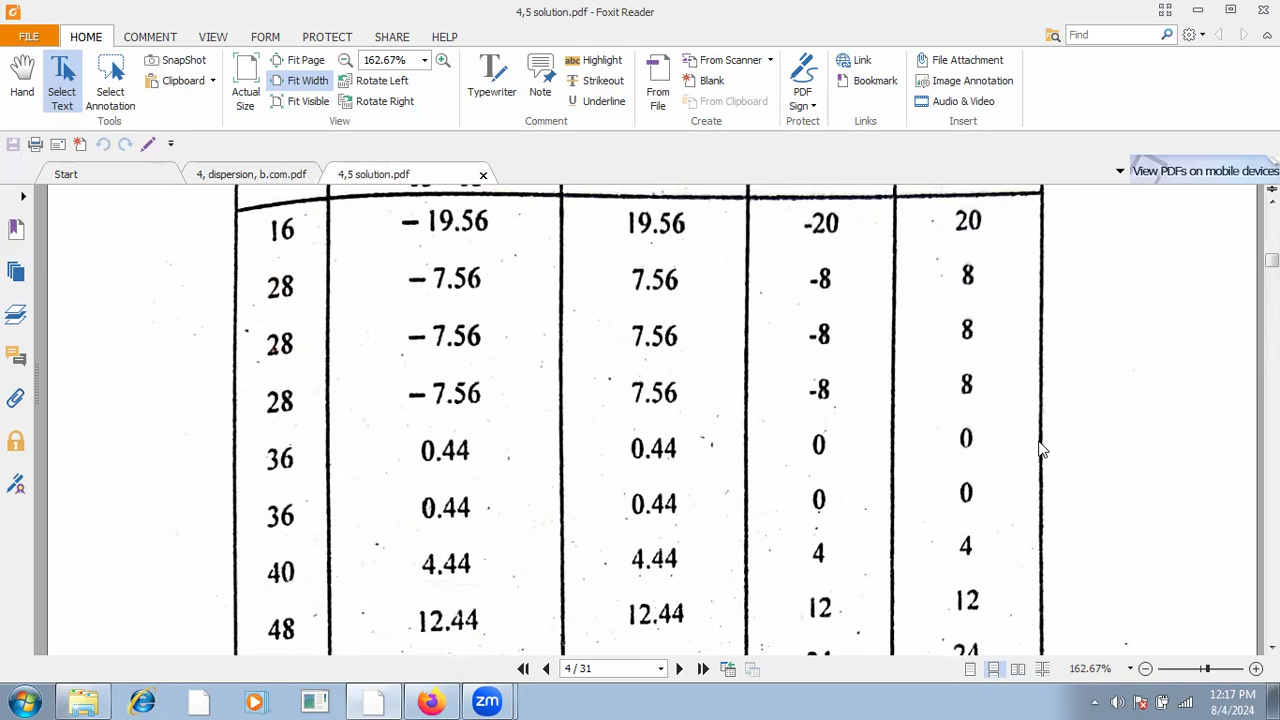 4,5 solution.pdf - Foxit Reader
FILE HOME COMMENT VIEW FORM PROTECT SHARE HELP Find
Hand Select Text Select Annotation SnapShot Clipboard Tools
Actual Size Fit Page Fit Width Fit Visible 162.67% Rotate Left Rotate Right View
Typewriter Note Highlight Strikeout Underline Comment
From File From Scanner Blank From Clipboard Create
PDF Sign Protect
Link Bookmark Links
File Attachment Image Annotation Audio & Video Insert
Start 4, dispersion, b.com.pdf 4,5 solution.pdf View PDFs on mobile devices
16 – 19.56 19.56 -20 20
28 – 7.56 7.56 -8 8
28 – 7.56 7.56 -8 8
28 – 7.56 7.56 -8 8
36 0.44 0.44 0 0
36 0.44 0.44 0 0
40 4.44 4.44 4 4
48 12.44 12.44 12 12
4 / 31 162.67%
zm 12:17 PM
8/4/2024